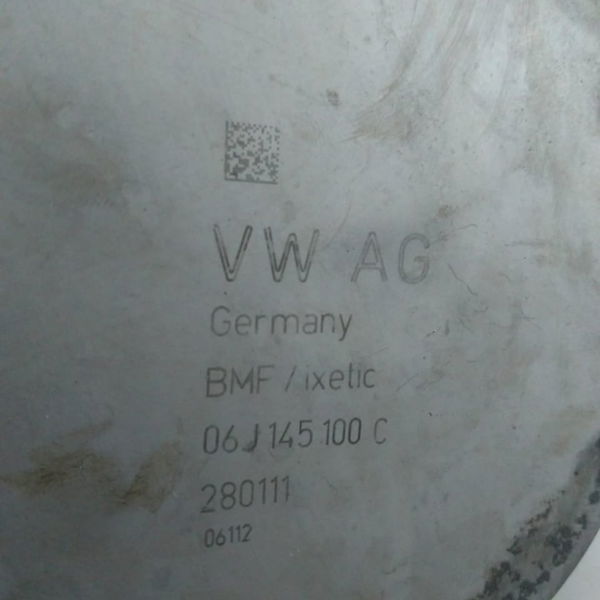 VW AG
Germany
BMF / ixetic
06J 145 100 C
280111
06112